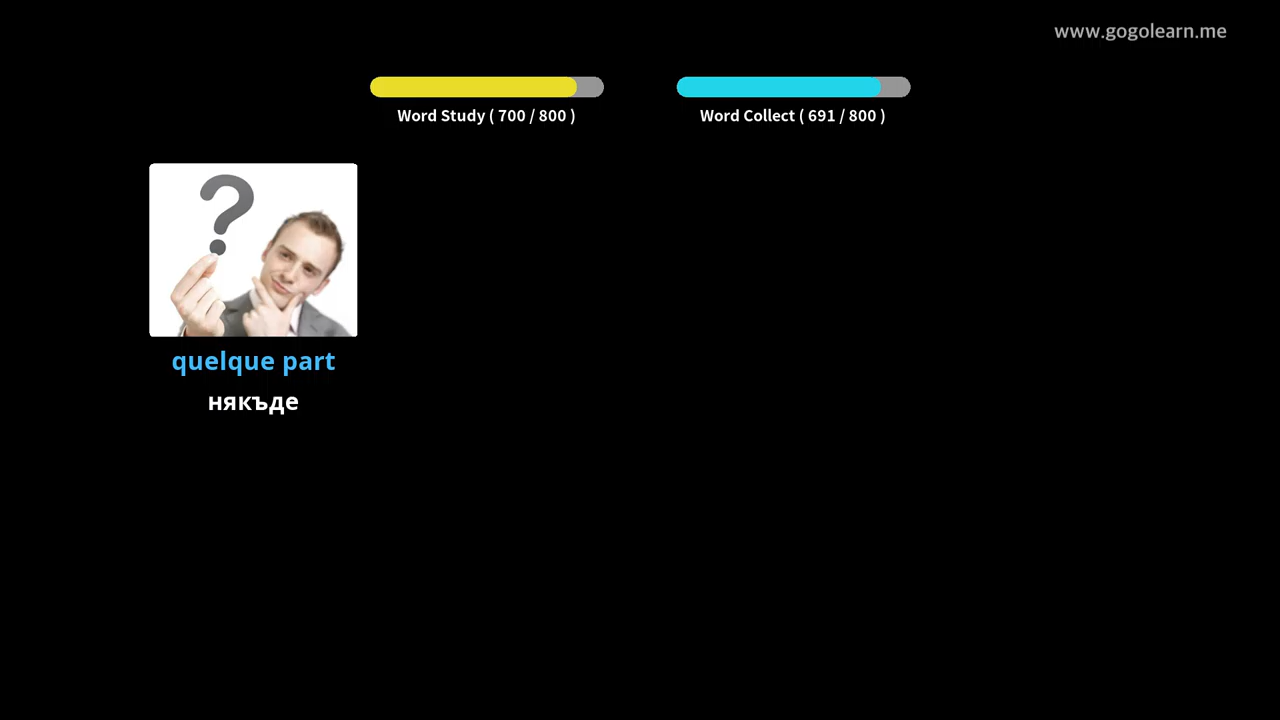 www.gogolearn.me
Word Study ( 700 / 800 )
Word Collect ( 691 / 800 )
?
quelque part
някъде